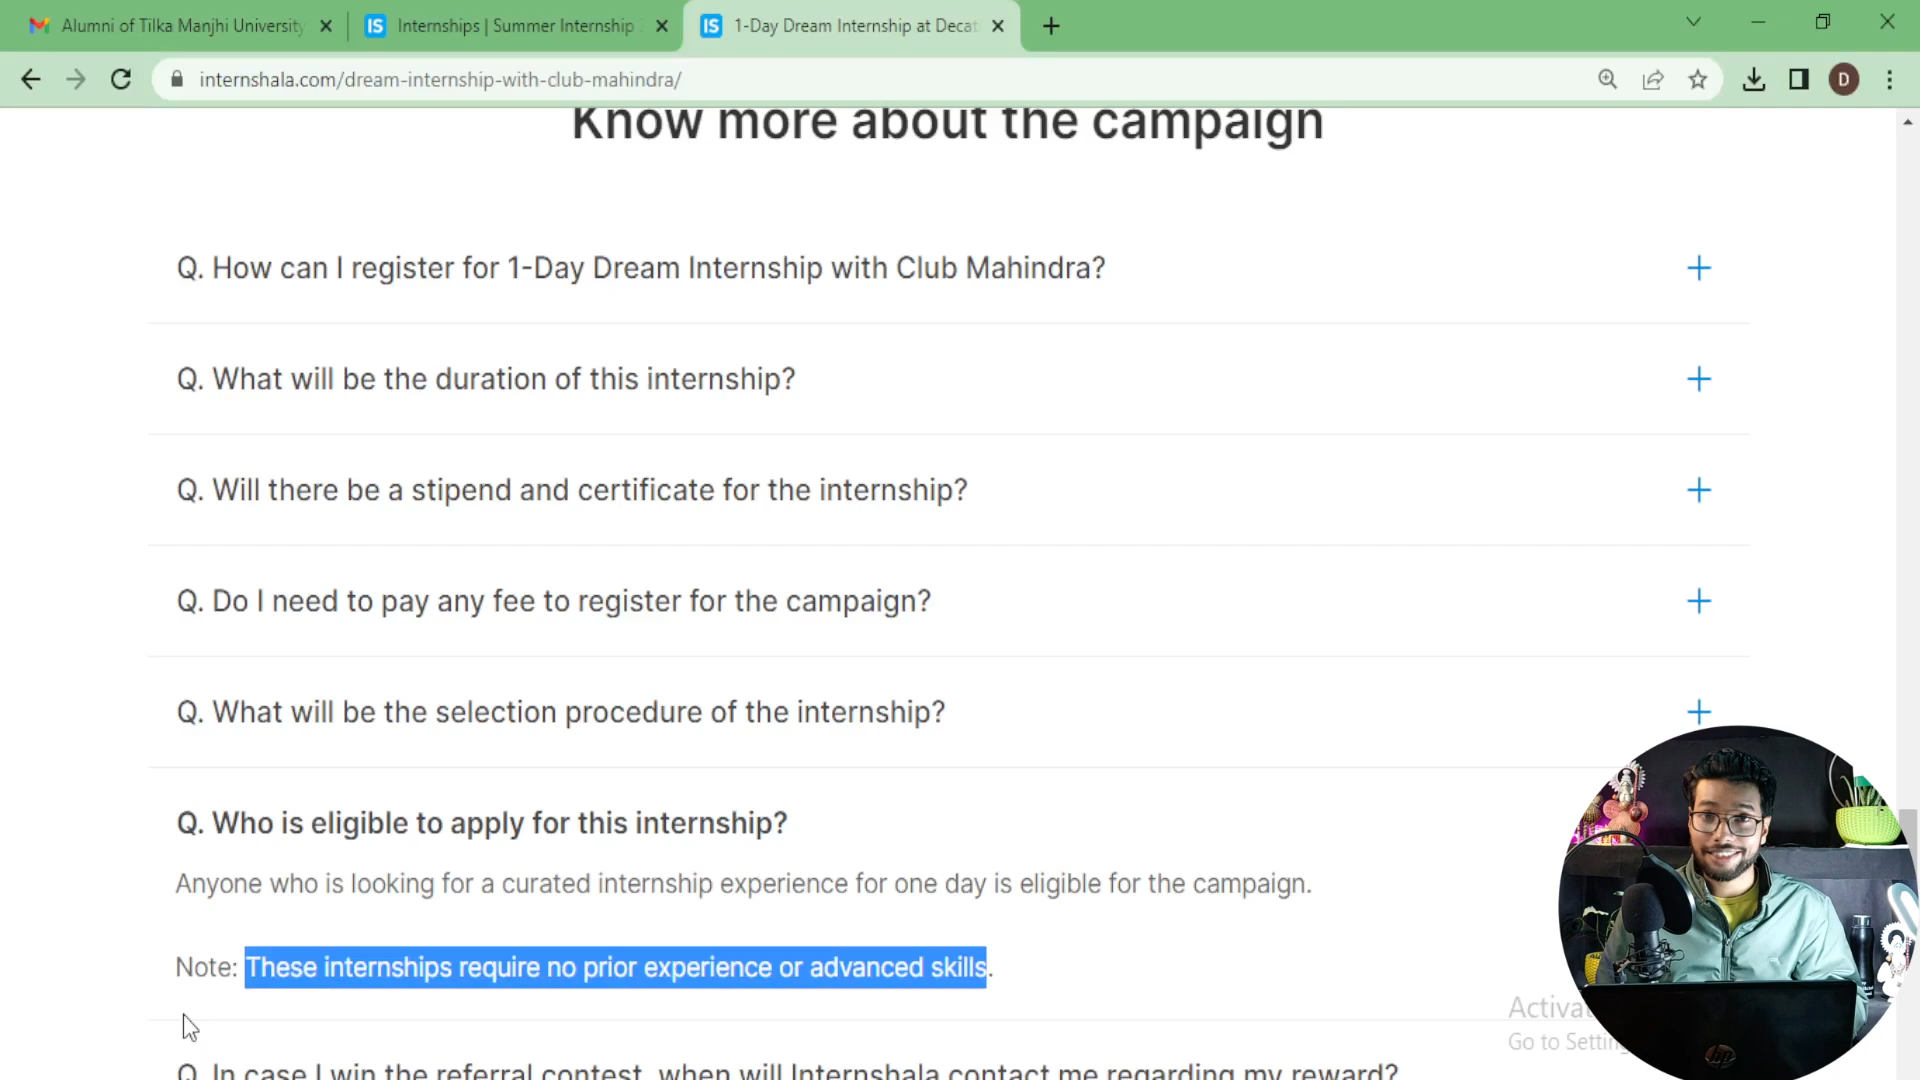 Alumni of Tilka Manjhi University
Internships | Summer Internship
1-Day Dream Internship at Decat
internshala.com/dream-internship-with-club-mahindra/
D
Know more about the campaign
Q. How can I register for 1-Day Dream Internship with Club Mahindra?
Q. What will be the duration of this internship?
Q. Will there be a stipend and certificate for the internship?
Q. Do I need to pay any fee to register for the campaign?
Q. What will be the selection procedure of the internship?
Q. Who is eligible to apply for this internship?
Anyone who is looking for a curated internship experience for one day is eligible for the campaign.
Note: These internships require no prior experience or advanced skills.
Activat
Go to Setting
Q. In case I win the referral contest, when will Internshala contact me regarding my reward?
hp